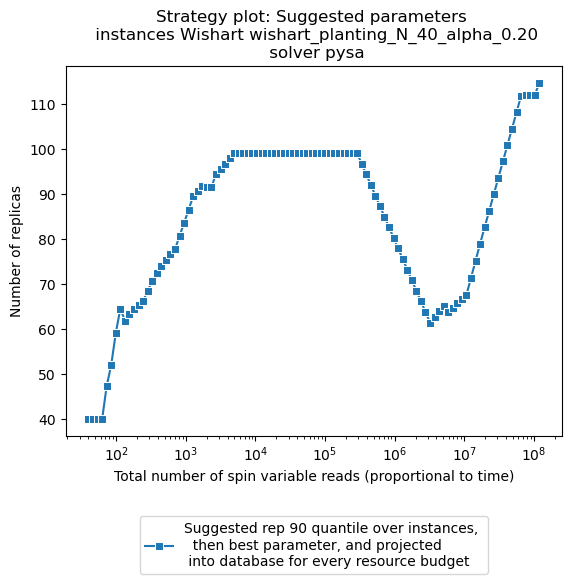 Strategy plot: Suggested parameters
instances Wishart wishart_planting_N_40_alpha_0.20
solver pysa
Number of replicas
110
100
90
80
70
60
50
40
10^2 10^3 10^4 10^5 10^6 10^7 10^8
Total number of spin variable reads (proportional to time)
Suggested rep 90 quantile over instances,
then best parameter, and projected
into database for every resource budget